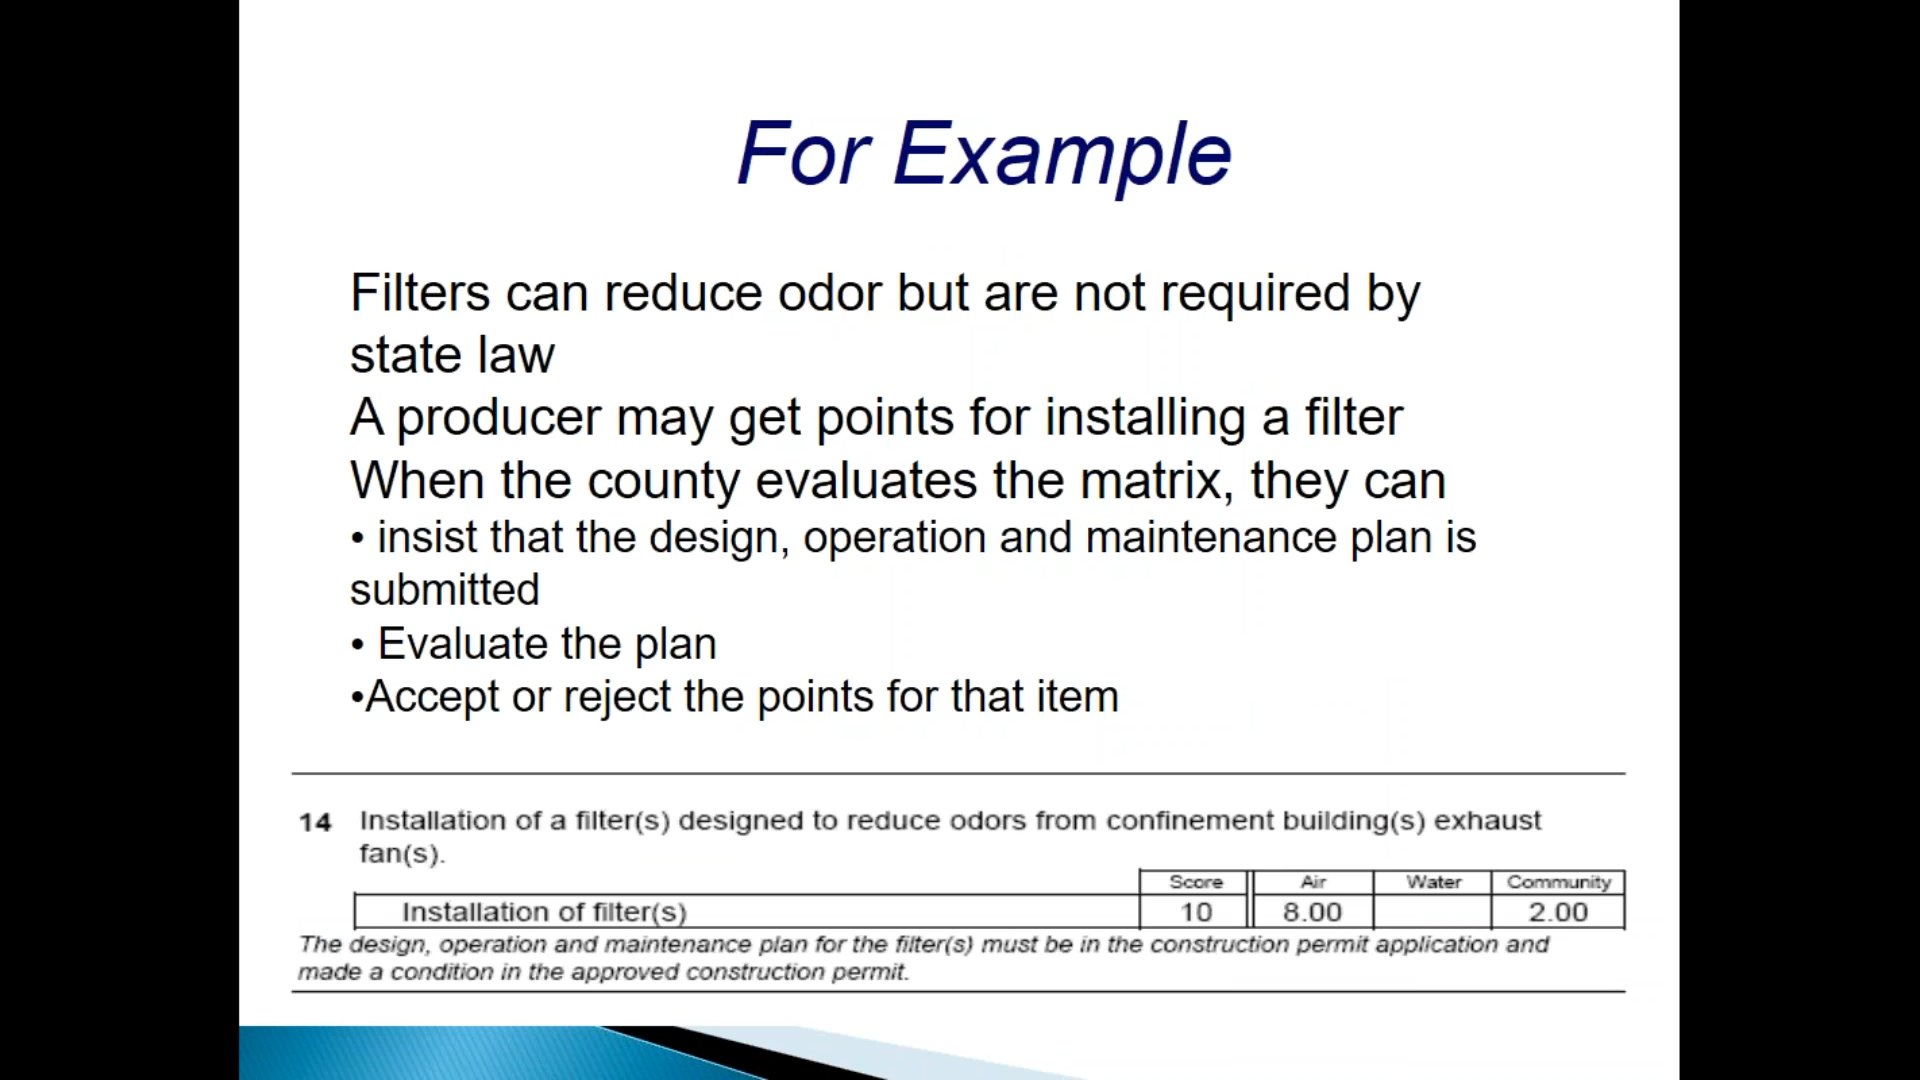 For Example
Filters can reduce odor but are not required by
state law
A producer may get points for installing a filter
When the county evaluates the matrix, they can
• insist that the design, operation and maintenance plan is
submitted
• Evaluate the plan
•Accept or reject the points for that item
14 Installation of a filter(s) designed to reduce odors from confinement building(s) exhaust
fan(s).
Score Air Water Community
Installation of filter(s) 10 8.00 2.00
The design, operation and maintenance plan for the filter(s) must be in the construction permit application and
made a condition in the approved construction permit.